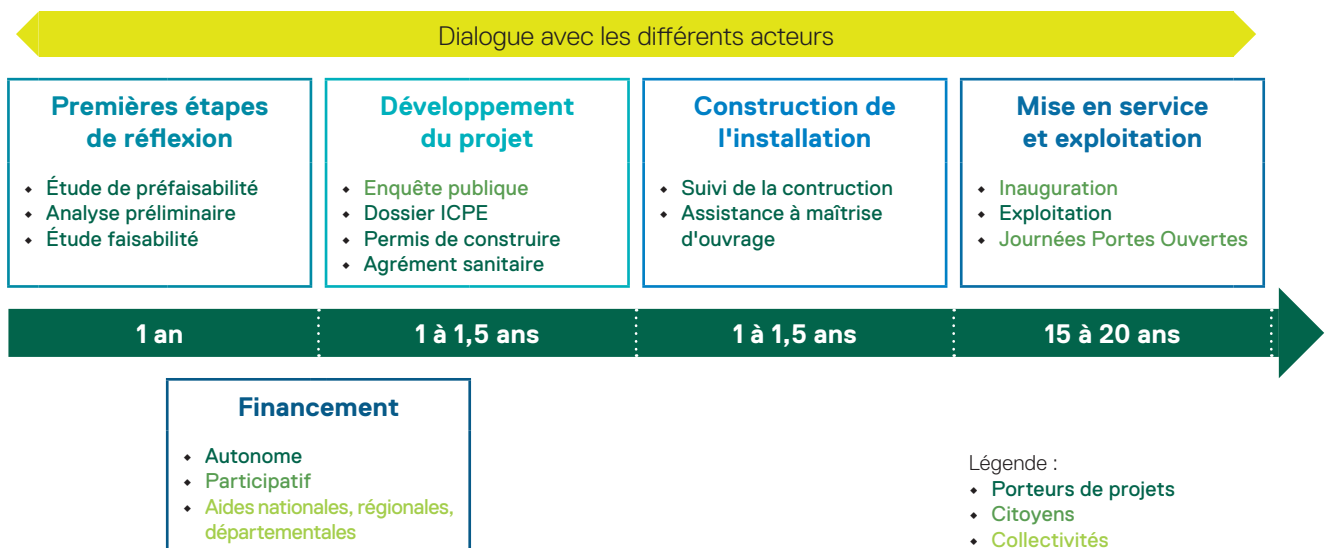 Dialogue avec les différents acteurs
Premières étapes
de réflexion
Étude de préfaisabilité
Analyse préliminaire
Étude faisabilité
Développement
du projet
Enquête publique
Dossier ICPE
Permis de construire
Agrément sanitaire
Construction de
l'installation
Suivi de la contruction
Assistance à maîtrise
d'ouvrage
Mise en service
et exploitation
Inauguration
Exploitation
Journées Portes Ouvertes
1 an
1 à 1,5 ans
1 à 1,5 ans
15 à 20 ans
Financement
Autonome
Participatif
Aides nationales, régionales,
départementales
Légende :
Porteurs de projets
Citoyens
Collectivités